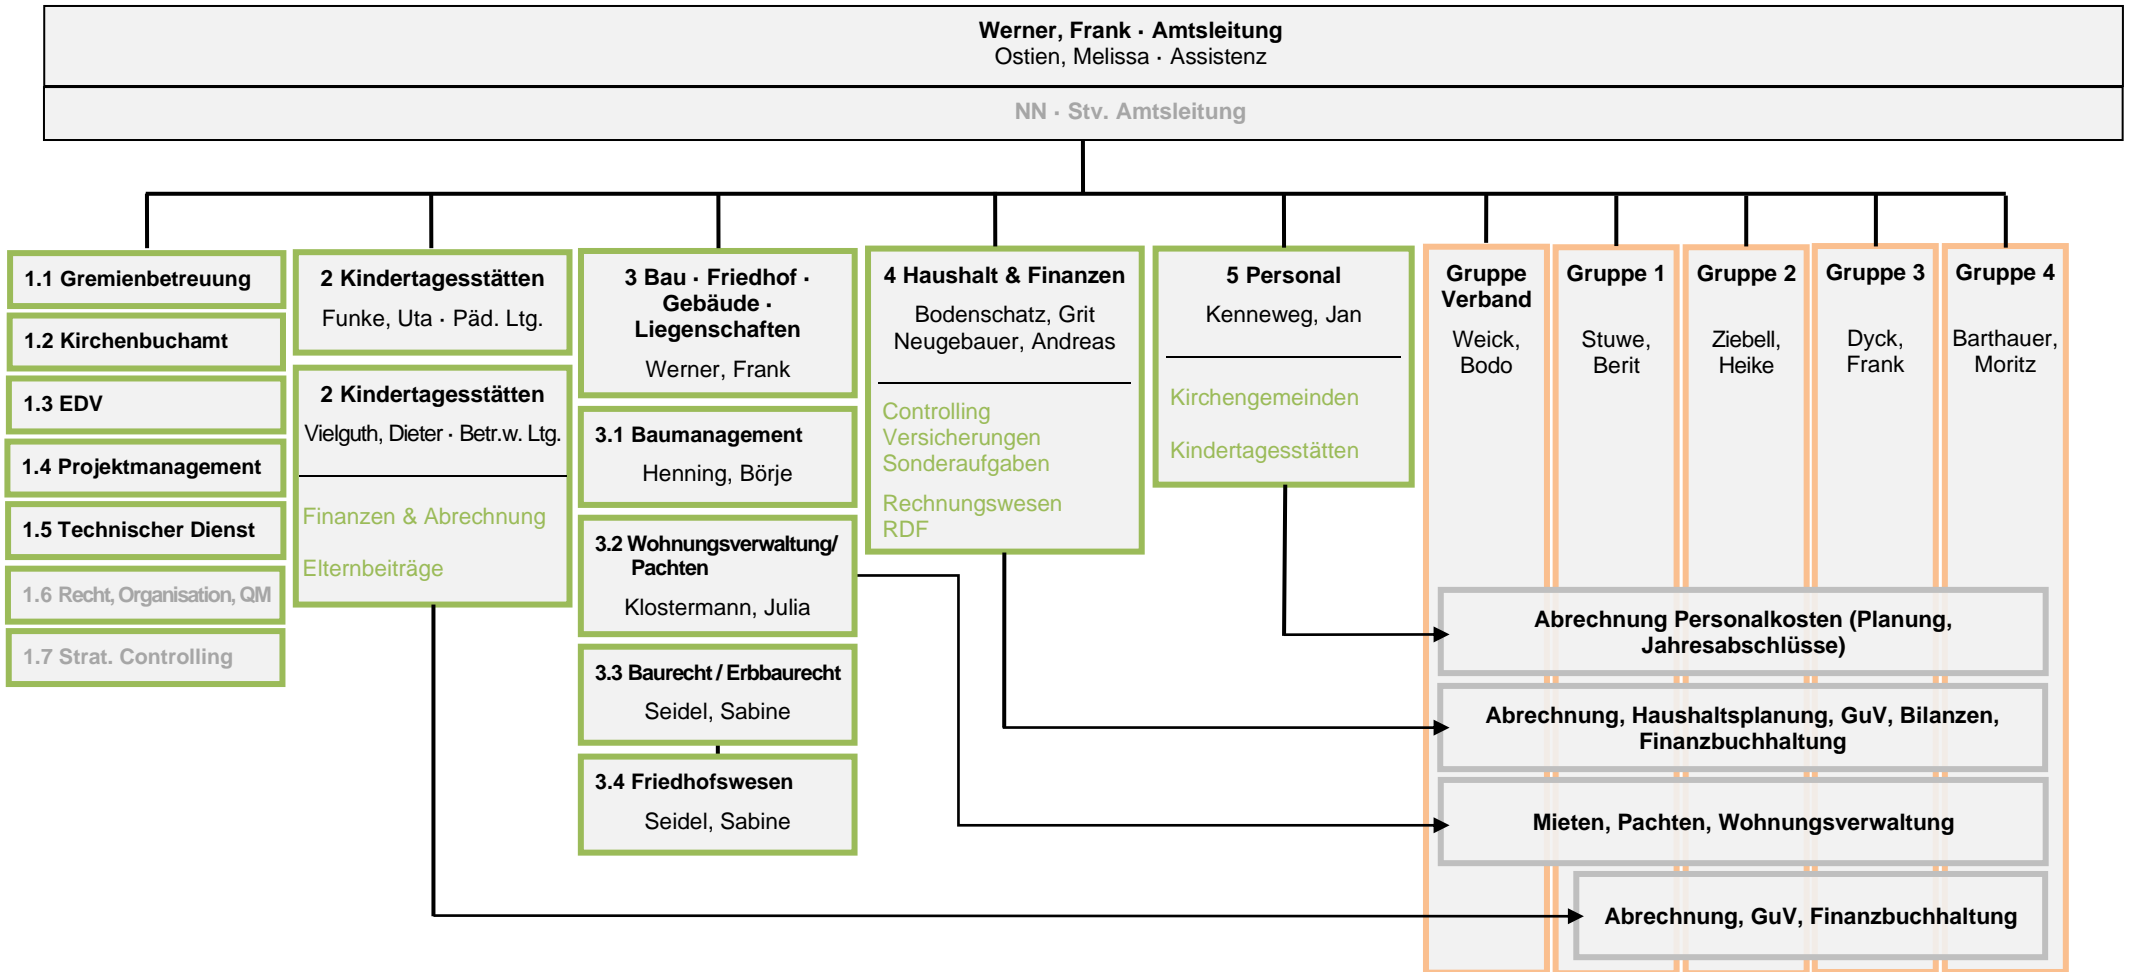 Werner, Frank · Amtsleitung
Ostien, Melissa · Assistenz
NN · Stv. Amtsleitung
1.1 Gremienbetreuung
1.2 Kirchenbuchamt
1.3 EDV
1.4 Projektmanagement
1.5 Technischer Dienst
1.6 Recht, Organisation, QM
1.7 Strat. Controlling
2 Kindertagesstätten
Funke, Uta · Päd. Ltg.
2 Kindertagesstätten
Vielguth, Dieter · Betr.w. Ltg.
Finanzen & Abrechnung
Elternbeiträge
3 Bau · Friedhof ·
Gebäude ·
Liegenschaften
Werner, Frank
3.1 Baumanagement
Henning, Börje
3.2 Wohnungsverwaltung/
Pachten
Klostermann, Julia
3.3 Baurecht / Erbbaurecht
Seidel, Sabine
3.4 Friedhofswesen
Seidel, Sabine
4 Haushalt & Finanzen
Bodenschatz, Grit
Neugebauer, Andreas
Controlling
Versicherungen
Sonderaufgaben
Rechnungswesen
RDF
5 Personal
Kenneweg, Jan
Kirchengemeinden
Kindertagesstätten
Gruppe
Verband
Weick,
Bodo
Gruppe 1
Stuwe,
Berit
Gruppe 2
Ziebell,
Heike
Gruppe 3
Dyck,
Frank
Gruppe 4
Barthauer,
Moritz
Abrechnung Personalkosten (Planung,
Jahresabschlüsse)
Abrechnung, Haushaltsplanung, GuV, Bilanzen,
Finanzbuchhaltung
Mieten, Pachten, Wohnungsverwaltung
Abrechnung, GuV, Finanzbuchhaltung